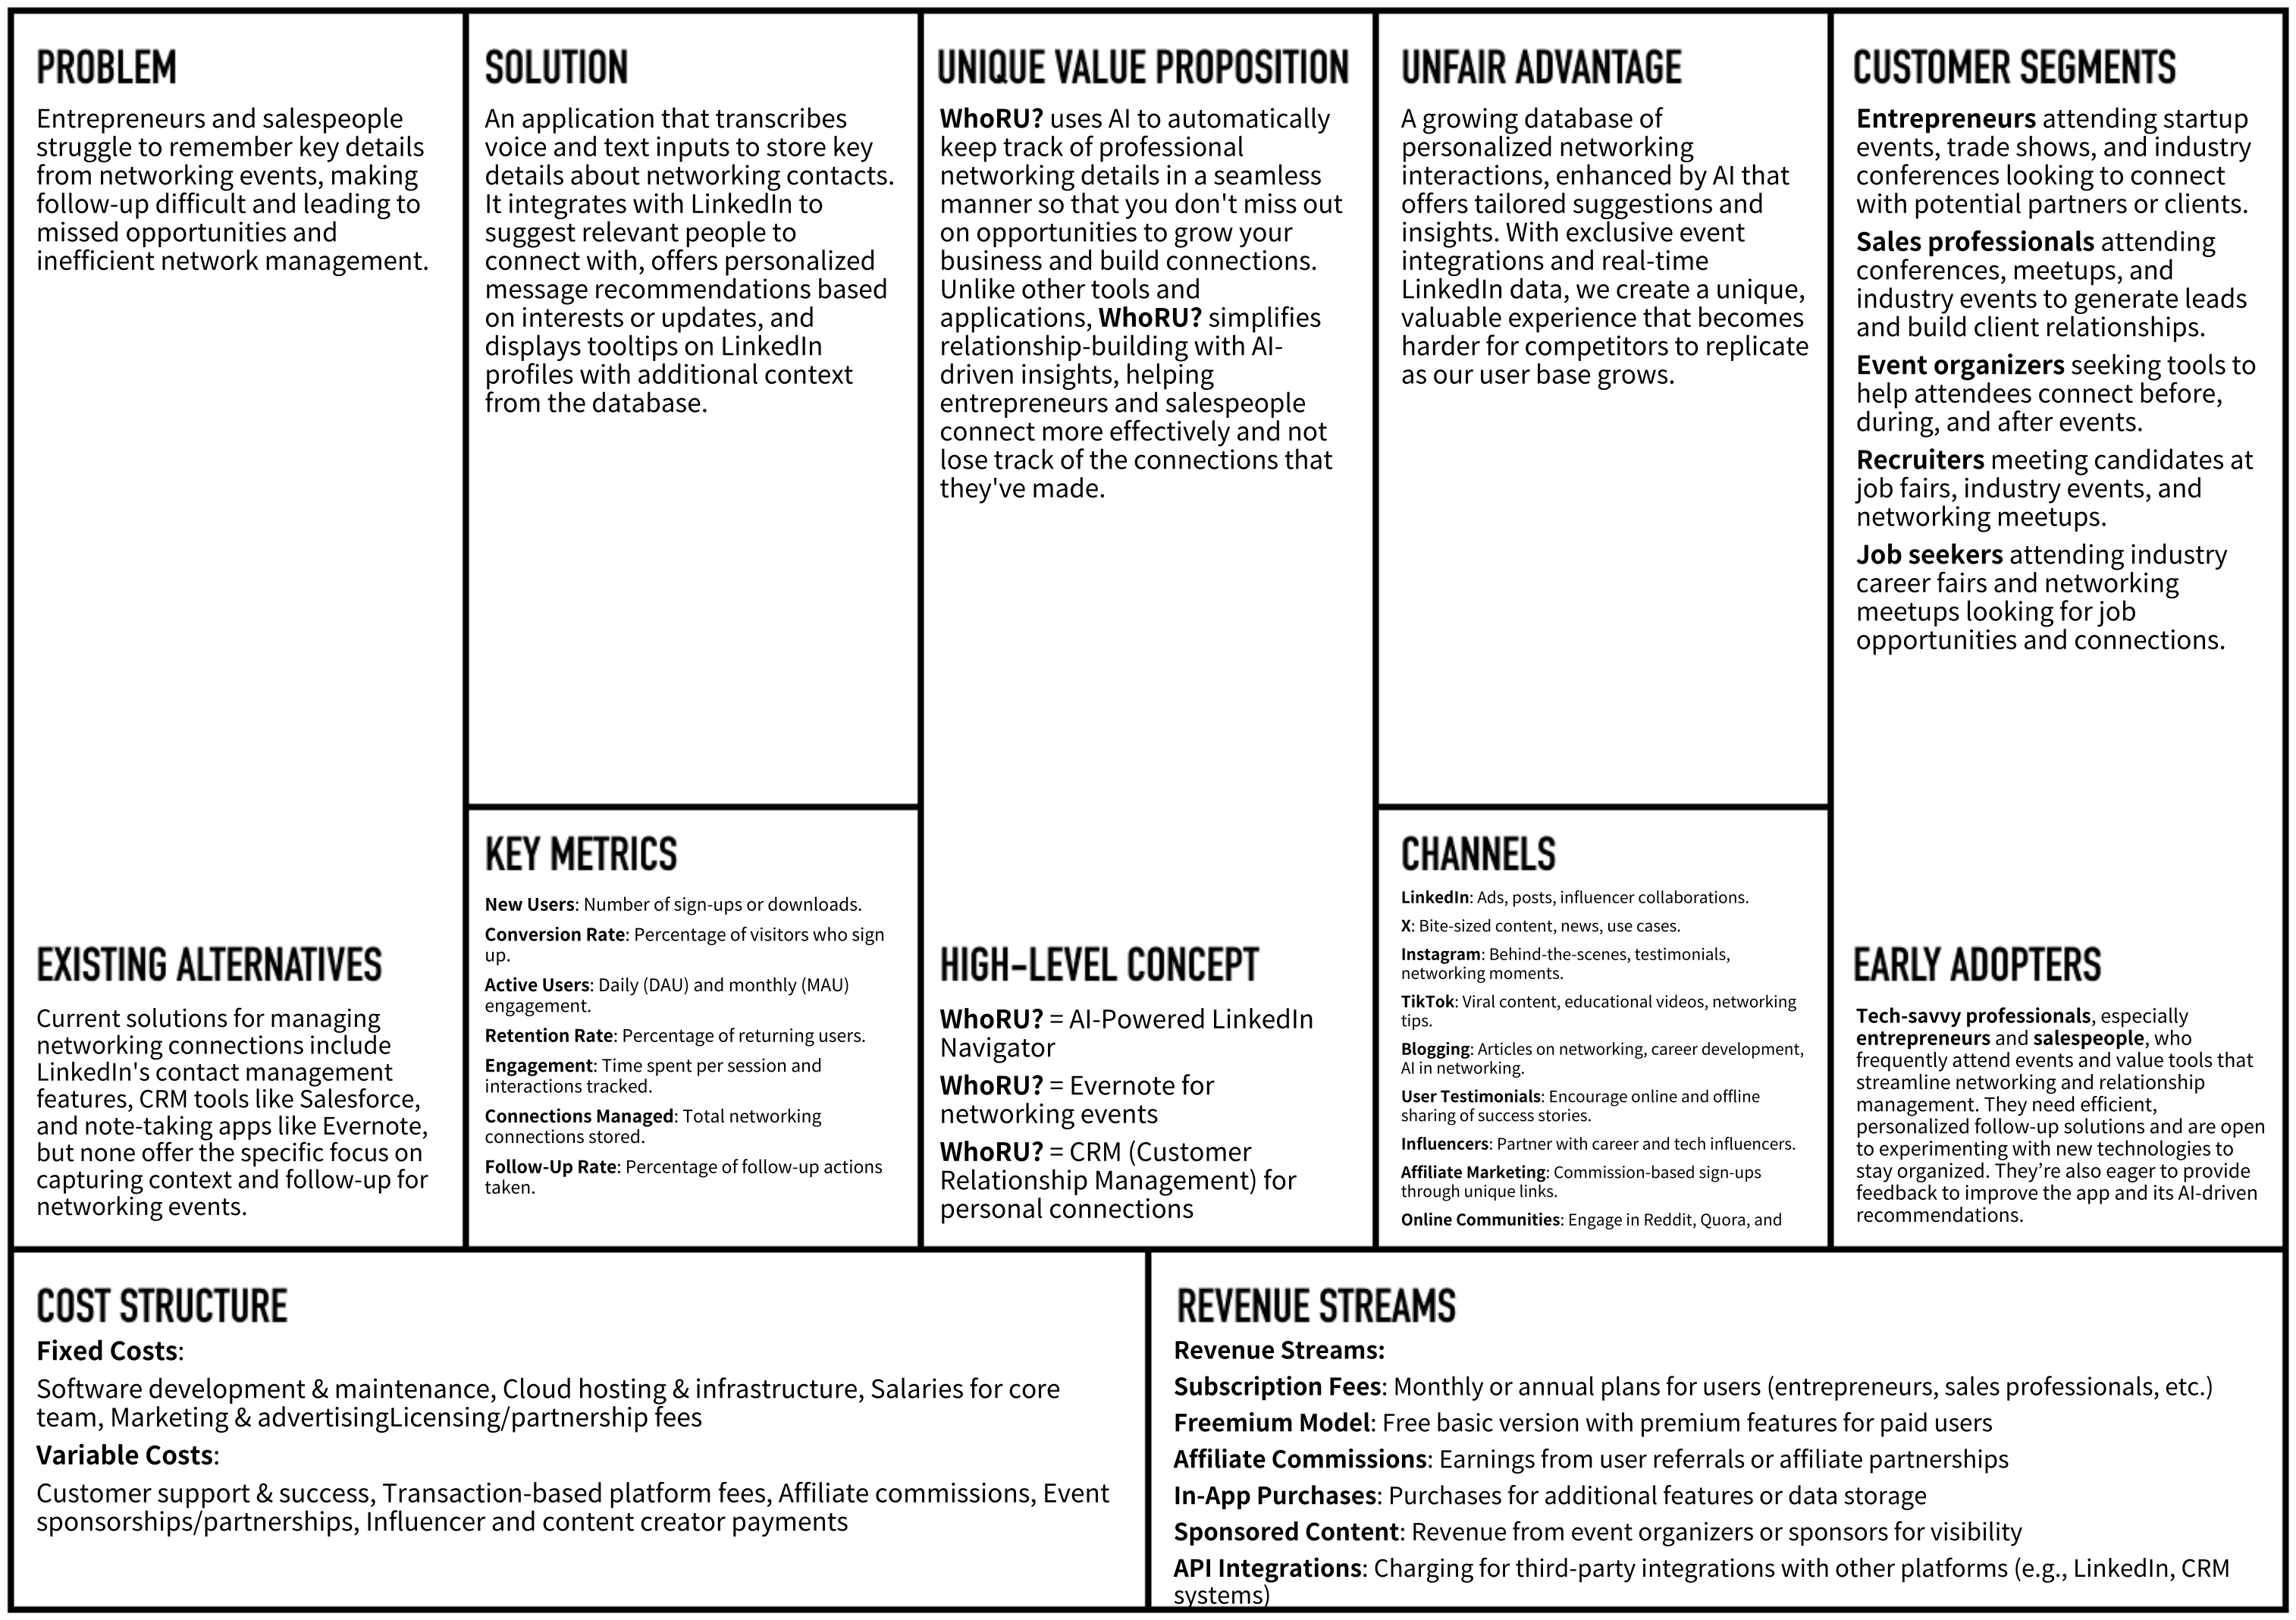 PROBLEM
Entrepreneurs and salespeople
struggle to remember key details
from networking events, making
follow-up difficult and leading to
missed opportunities and
inefficient network management.
EXISTING ALTERNATIVES
Current solutions for managing
networking connections include
LinkedIn's contact management
features, CRM tools like Salesforce,
and note-taking apps like Evernote,
but none offer the specific focus on
capturing context and follow-up for
networking events.
SOLUTION
An application that transcribes
voice and text inputs to store key
details about networking contacts.
It integrates with LinkedIn to
suggest relevant people to
connect with, offers personalized
message recommendations based
on interests or updates, and
displays tooltips on LinkedIn
profiles with additional context
from the database.
KEY METRICS
New Users: Number of sign-ups or downloads.
Conversion Rate: Percentage of visitors who sign
up.
Active Users: Daily (DAU) and monthly (MAU)
engagement.
Retention Rate: Percentage of returning users.
Engagement: Time spent per session and
interactions tracked.
Connections Managed: Total networking
connections stored.
Follow-Up Rate: Percentage of follow-up actions
taken.
UNIQUE VALUE PROPOSITION
WhoRU? uses AI to automatically
keep track of professional
networking details in a seamless
manner so that you don't miss out
on opportunities to grow your
business and build connections.
Unlike other tools and
applications, WhoRU? simplifies
relationship-building with AI-
driven insights, helping
entrepreneurs and salespeople
connect more effectively and not
lose track of the connections that
they've made.
HIGH-LEVEL CONCEPT
WhoRU? = AI-Powered LinkedIn
Navigator
WhoRU? = Evernote for
networking events
WhoRU? = CRM (Customer
Relationship Management) for
personal connections
UNFAIR ADVANTAGE
A growing database of
personalized networking
interactions, enhanced by AI that
offers tailored suggestions and
insights. With exclusive event
integrations and real-time
LinkedIn data, we create a unique,
valuable experience that becomes
harder for competitors to replicate
as our user base grows.
CHANNELS
LinkedIn: Ads, posts, influencer collaborations.
X: Bite-sized content, news, use cases.
Instagram: Behind-the-scenes, testimonials,
networking moments.
TikTok: Viral content, educational videos, networking
tips.
Blogging: Articles on networking, career development,
AI in networking.
User Testimonials: Encourage online and offline
sharing of success stories.
Influencers: Partner with career and tech influencers.
Affiliate Marketing: Commission-based sign-ups
through unique links.
Online Communities: Engage in Reddit, Quora, and
CUSTOMER SEGMENTS
Entrepreneurs attending startup
events, trade shows, and industry
conferences looking to connect
with potential partners or clients.
Sales professionals attending
conferences, meetups, and
industry events to generate leads
and build client relationships.
Event organizers seeking tools to
help attendees connect before,
during, and after events.
Recruiters meeting candidates at
job fairs, industry events, and
networking meetups.
Job seekers attending industry
career fairs and networking
meetups looking for job
opportunities and connections.
EARLY ADOPTERS
Tech-savvy professionals, especially
entrepreneurs and salespeople, who
frequently attend events and value tools that
streamline networking and relationship
management. They need efficient,
personalized follow-up solutions and are open
to experimenting with new technologies to
stay organized. They’re also eager to provide
feedback to improve the app and its AI-driven
recommendations.
COST STRUCTURE
Fixed Costs:
Software development & maintenance, Cloud hosting & infrastructure, Salaries for core
team, Marketing & advertisingLicensing/partnership fees
Variable Costs:
Customer support & success, Transaction-based platform fees, Affiliate commissions, Event
sponsorships/partnerships, Influencer and content creator payments
REVENUE STREAMS
Revenue Streams:
Subscription Fees: Monthly or annual plans for users (entrepreneurs, sales professionals, etc.)
Freemium Model: Free basic version with premium features for paid users
Affiliate Commissions: Earnings from user referrals or affiliate partnerships
In-App Purchases: Purchases for additional features or data storage
Sponsored Content: Revenue from event organizers or sponsors for visibility
API Integrations: Charging for third-party integrations with other platforms (e.g., LinkedIn, CRM
systems)